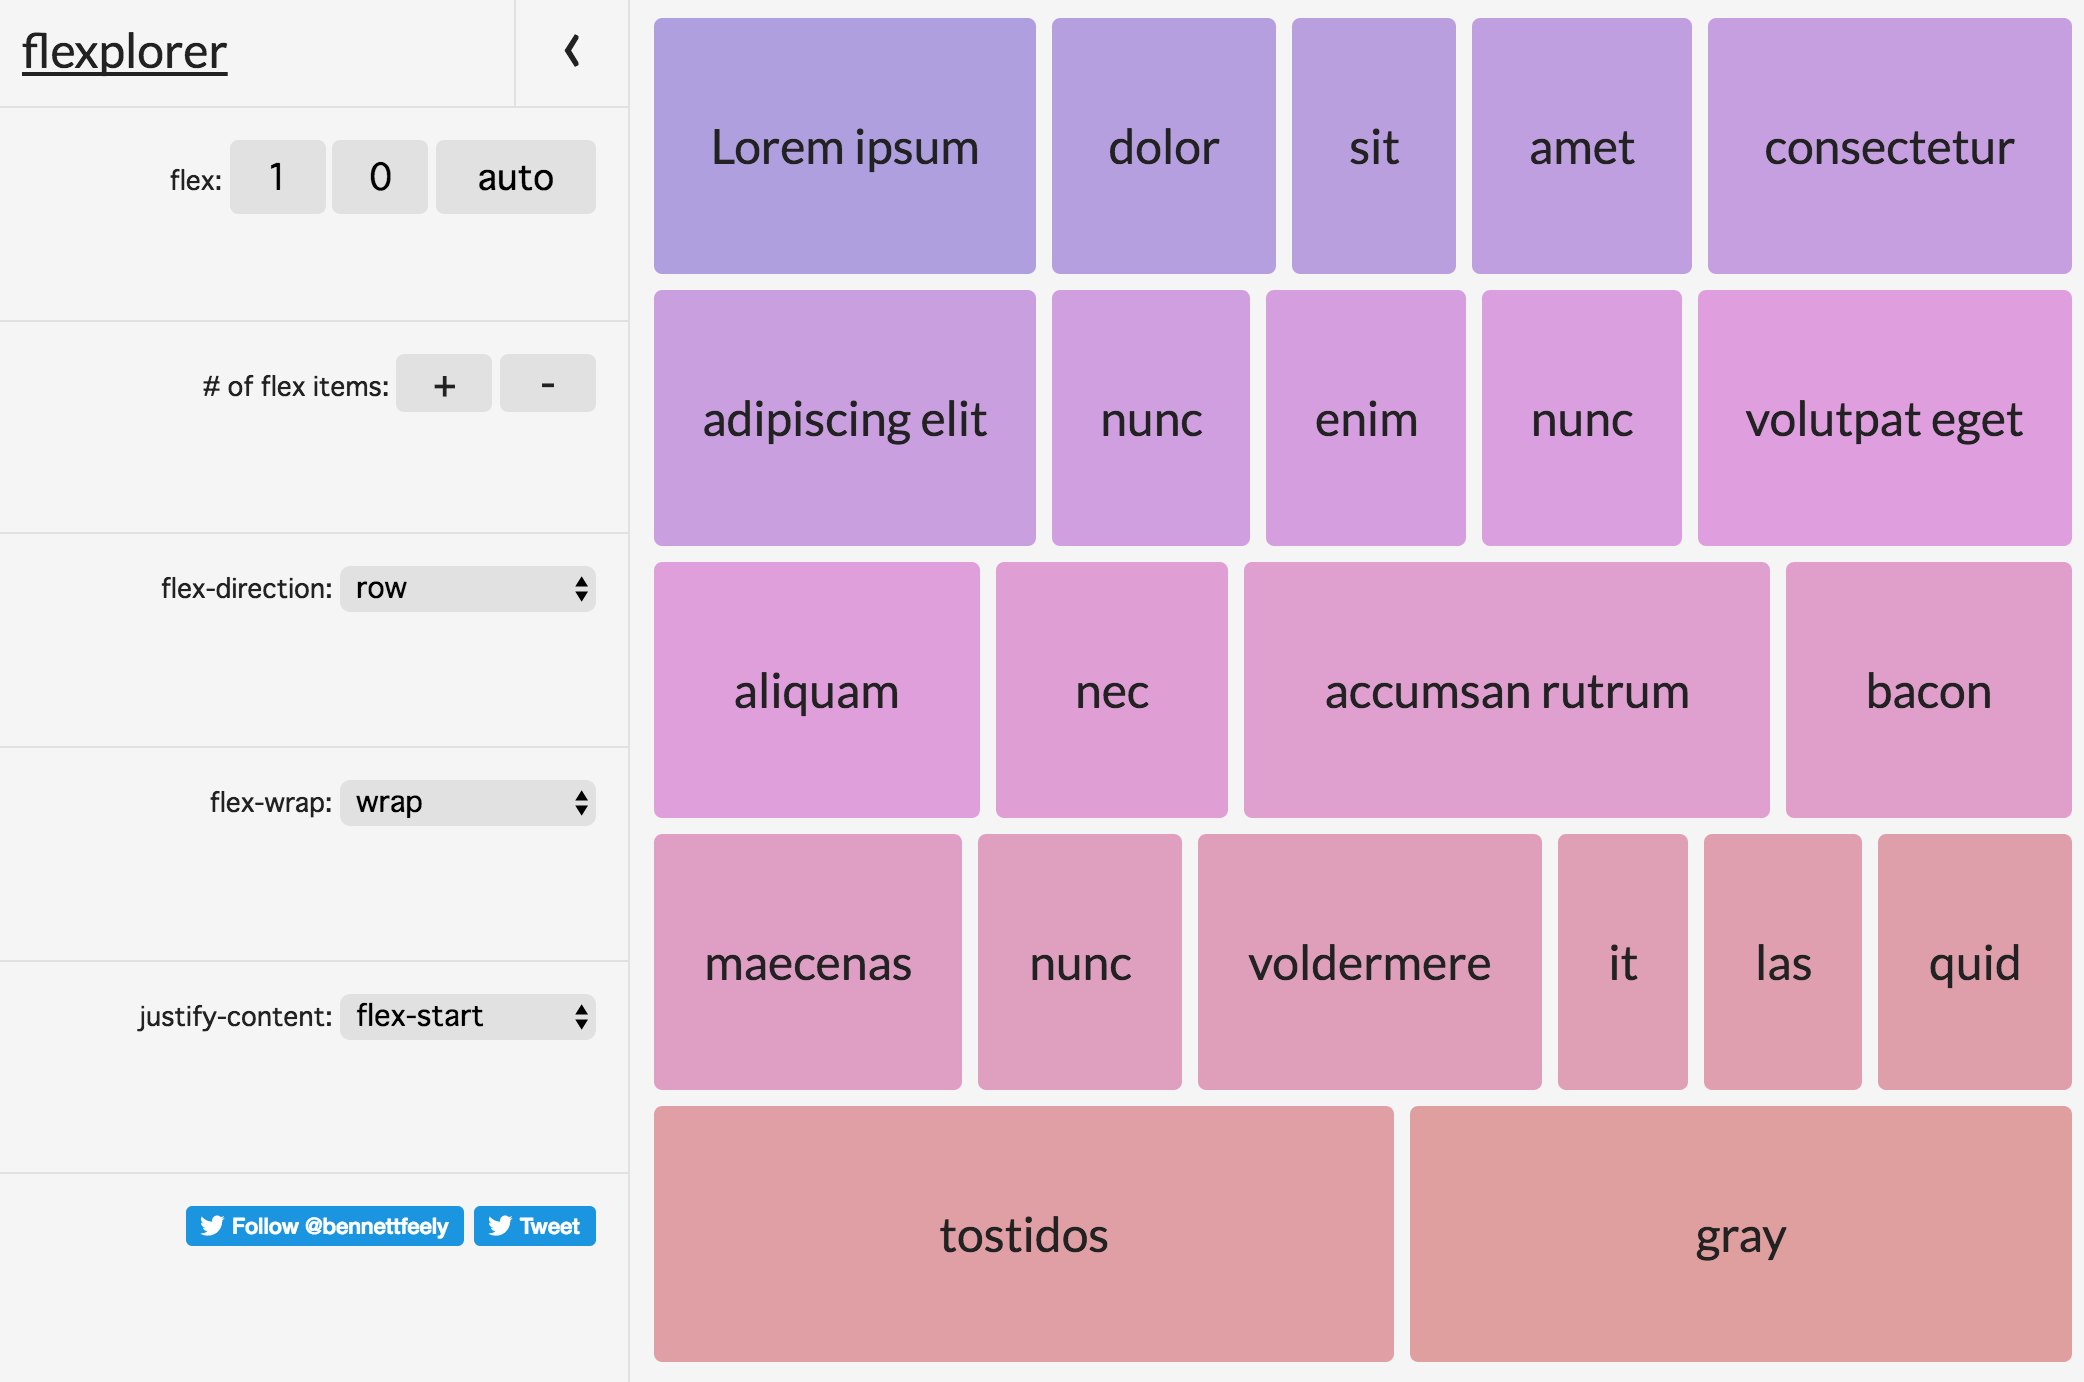 flexplorer
flex: 1 0 auto
# of flex items: + -
flex-direction: row
flex-wrap: wrap
justify-content: flex-start
Follow @bennettfeely Tweet
Lorem ipsum dolor sit amet consectetur
adipiscing elit nunc enim nunc volutpat eget
aliquam nec accumsan rutrum bacon
maecenas nunc voldermere it las quid
tostidos gray